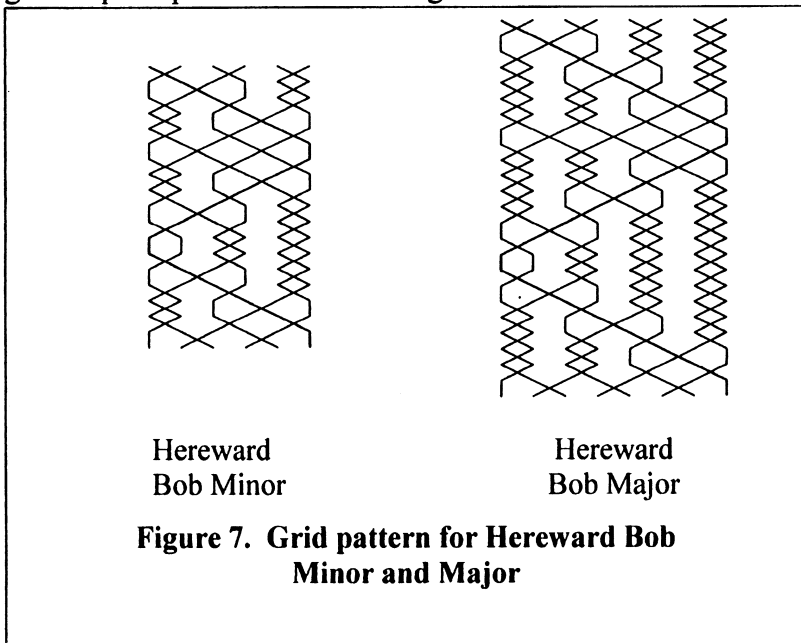 Hereward
Bob Minor
Hereward
Bob Major
Figure 7. Grid pattern for Hereward Bob
Minor and Major